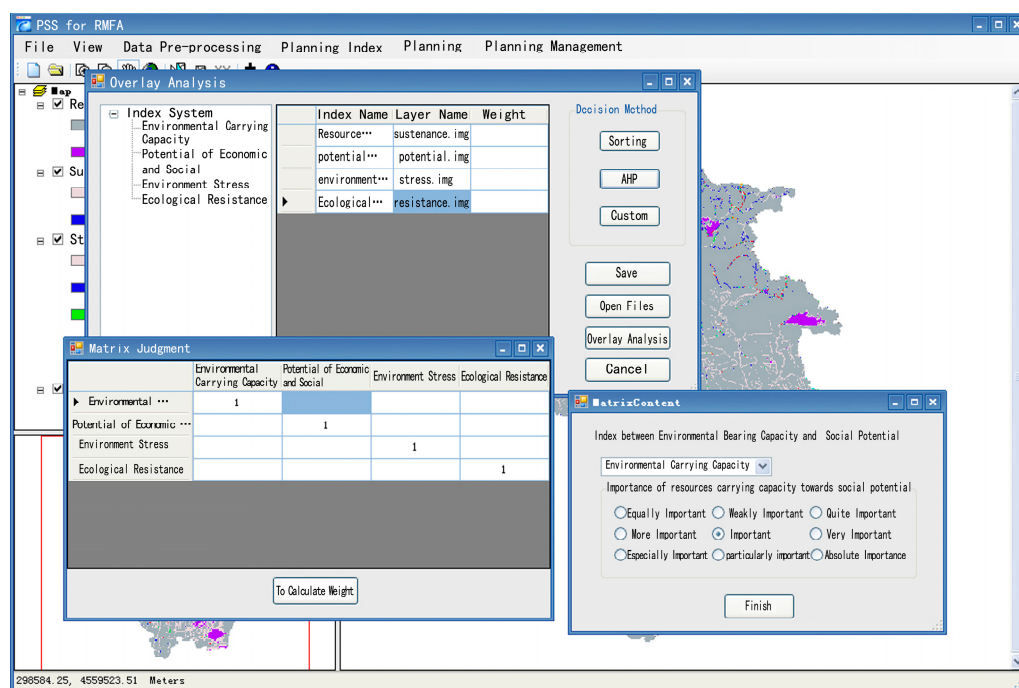 PSS for RMFA
File View Data Pre-processing Planning Index Planning Planning Management
Map
Re
Su
St
Overlay Analysis
Index System
Environmental Carrying
Capacity
Potential of Economic
and Social
Environment Stress
Ecological Resistance
Index Name Layer Name Weight
Resource… sustenance.img
potential… potential.img
environment… stress.img
Ecological… resistance.img
Decision Method
Sorting
AHP
Custom
Save
Open Files
Overlay Analysis
Cancel
Matrix Judgment
Environmental
Carrying Capacity
Potential of Economic
and Social
Environment Stress
Ecological Resistance
Environmental … 1
Potential of Economic … 1
Environment Stress 1
Ecological Resistance 1
To Calculate Weight
MatrixContent
Index between Environmental Bearing Capacity and Social Potential
Environmental Carrying Capacity
Importance of resources carrying capacity towards social potential
Equally Important Weakly Important Quite Important
More Important Important Very Important
Especially Important particularly important Absolute Importance
Finish
298584.25, 4559523.51 Meters